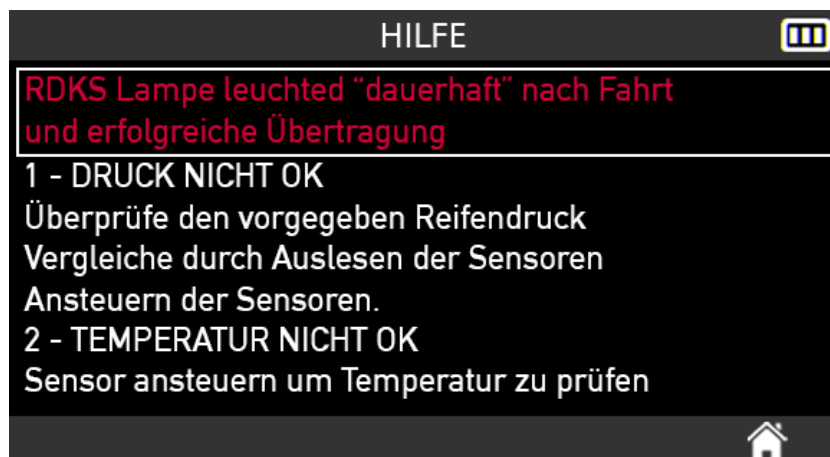 HILFE
RDKS Lampe leuchted “dauerhaft” nach Fahrt
und erfolgreiche Übertragung
1 - DRUCK NICHT OK
Überprüfe den vorgegeben Reifendruck
Vergleiche durch Auslesen der Sensoren
Ansteuern der Sensoren.
2 - TEMPERATUR NICHT OK
Sensor ansteuern um Temperatur zu prüfen